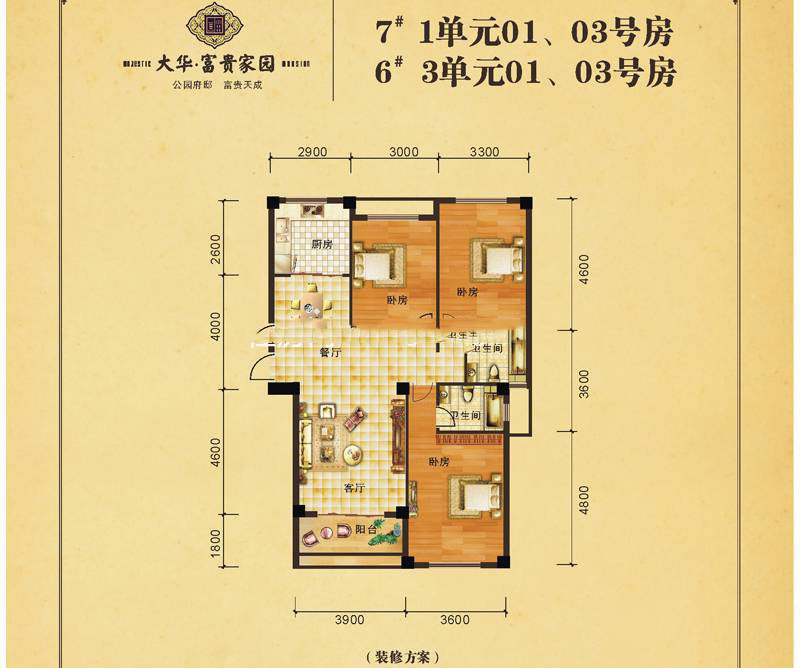 MAJESTIC 大华·富贵家园 MANSION
公园府邸 富贵天成
7# 1单元01、03号房
6# 3单元01、03号房
2900 3000 3300
2600
4000
4600
1800
4600
3600
4800
厨房
卧房
卧房
餐厅
卫生间
卫生间
卧房
客厅
阳台
3900 3600
(装修方案)